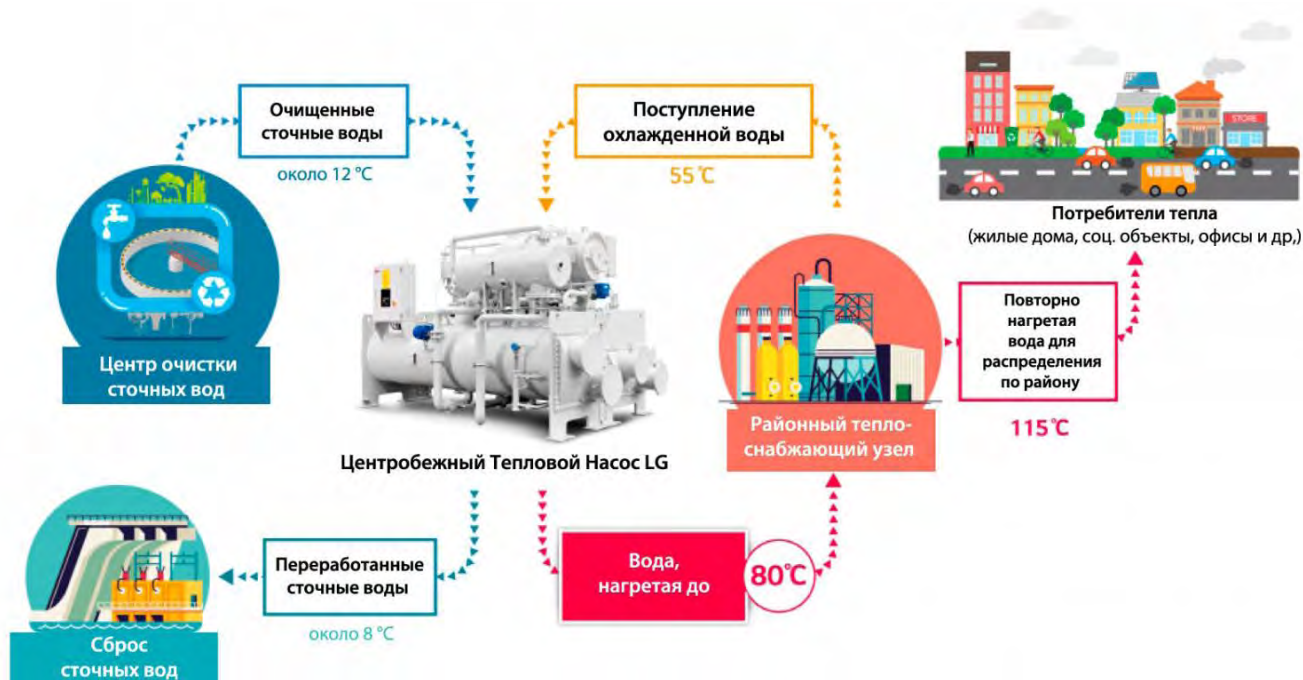 Очищенные
сточные воды
около 12 °C
Поступление
охлажденной воды
55℃
STORE
Потребители тепла
(жилые дома, соц. объекты, офисы и др,)
Центр очистки
сточных вод
Центробежный Тепловой Насос LG
Районный тепло-
снабжающий узел
Повторно
нагретая
вода для
распределения
по району
115℃
Переработанные
сточные воды
около 8 °C
Вода,
нагретая до
80℃
Сброс
сточных вод